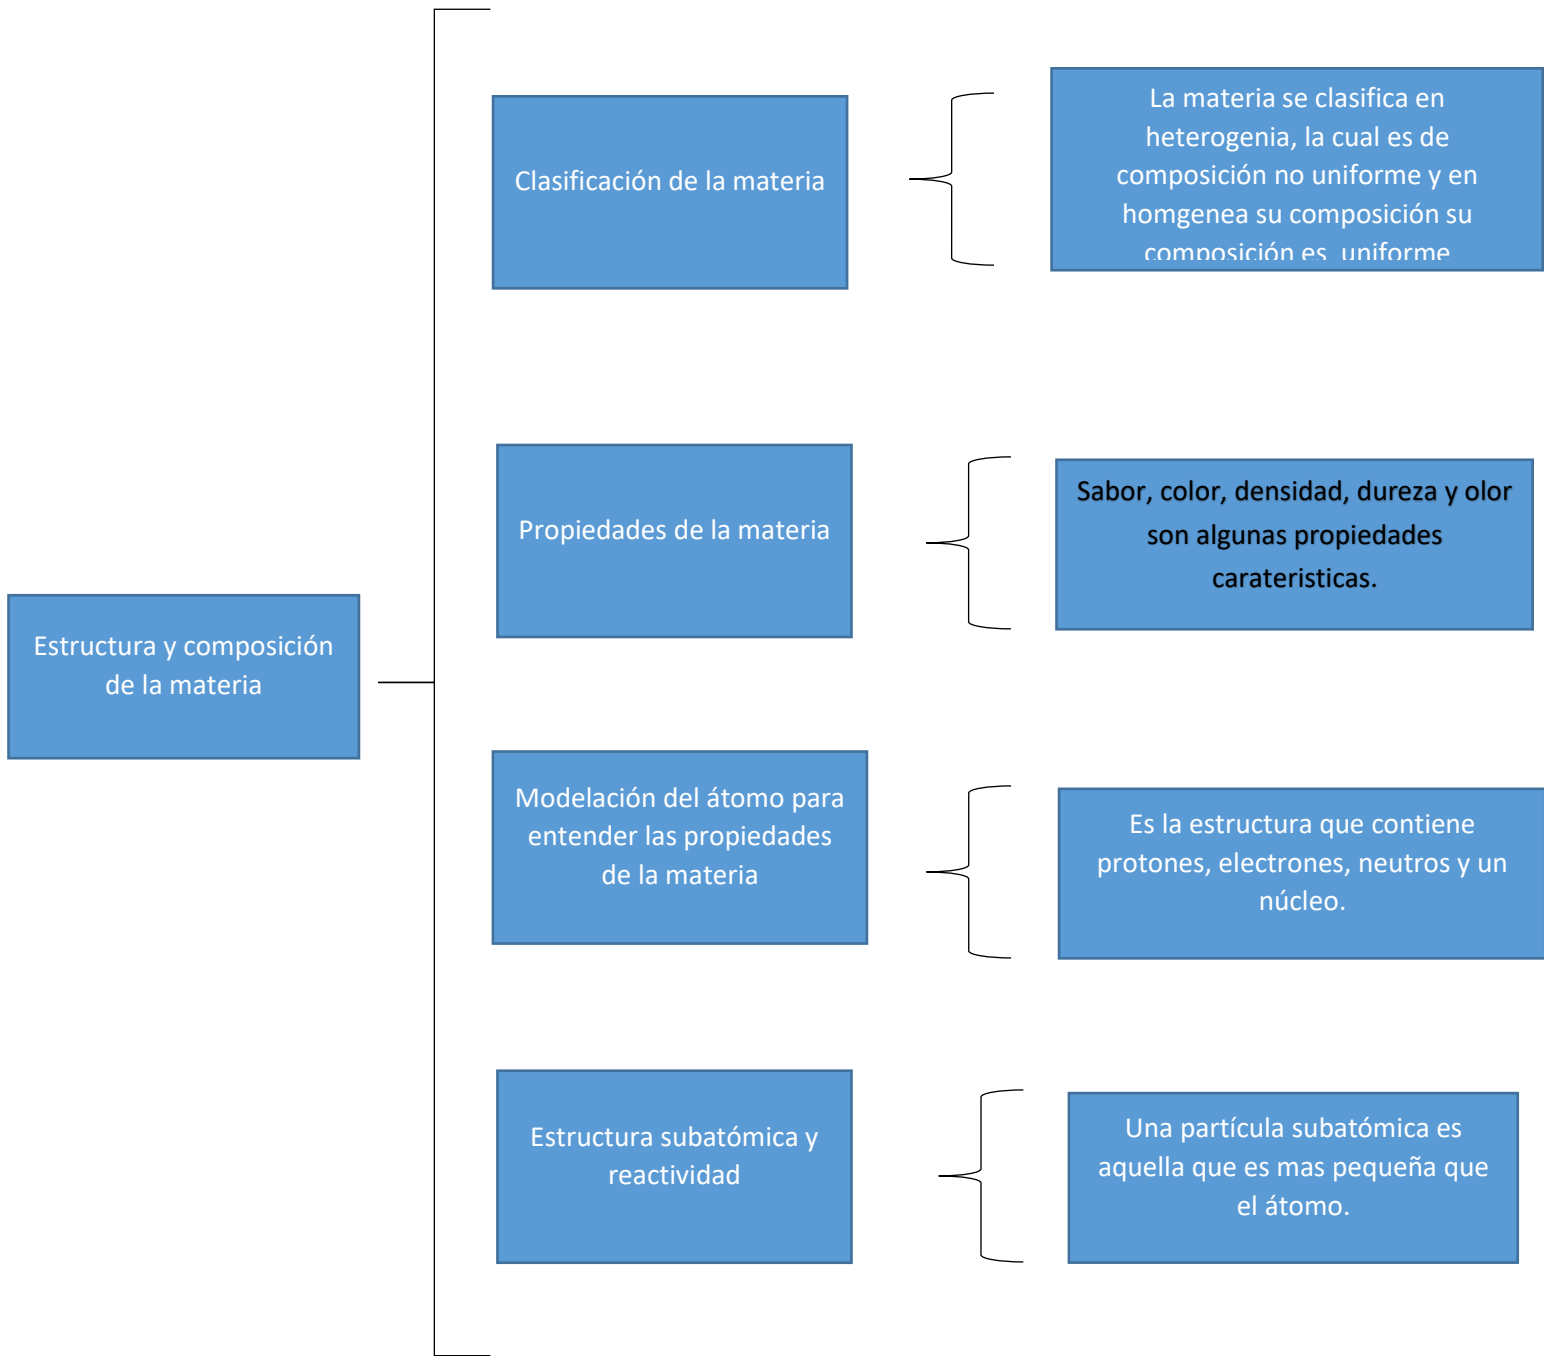 Estructura y composición
de la materia
Clasificación de la materia
La materia se clasifica en
heterogenia, la cual es de
composición no uniforme y en
homgenea su composición su
composición es uniforme
Propiedades de la materia
Sabor, color, densidad, dureza y olor
son algunas propiedades
carateristicas.
Modelación del átomo para
entender las propiedades
de la materia
Es la estructura que contiene
protones, electrones, neutros y un
núcleo.
Estructura subatómica y
reactividad
Una partícula subatómica es
aquella que es mas pequeña que
el átomo.